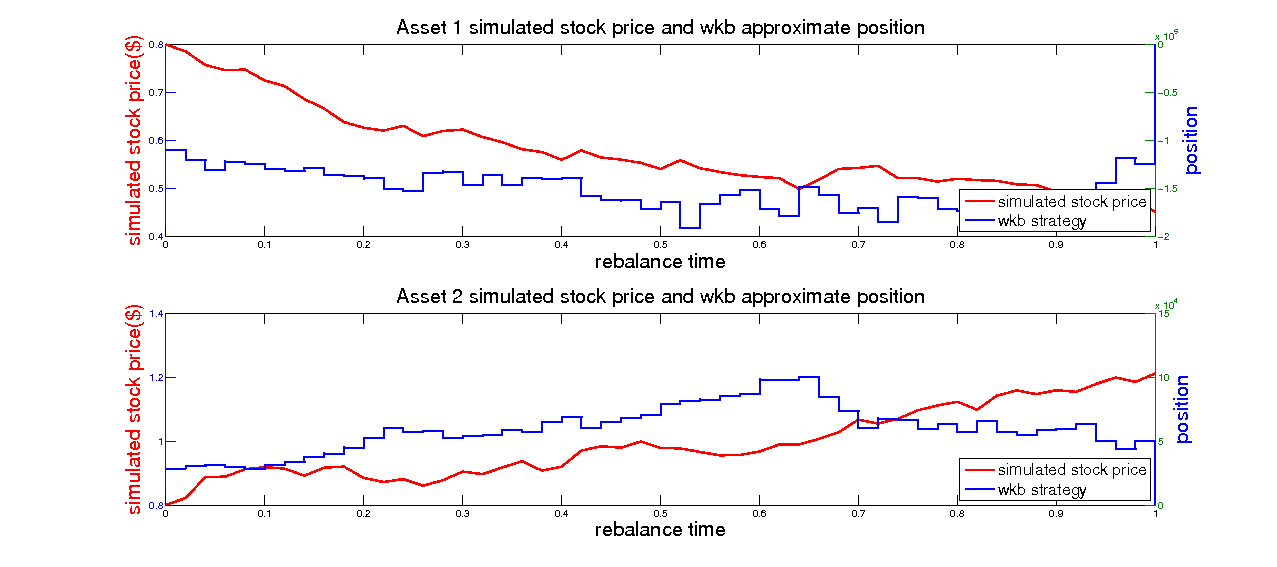 Asset 1 simulated stock price and wkb approximate position
simulated stock price($)
0.8
0.6
0.5
0.4
x 10^5
0
-0.5
-1
-1.5
-2
position
simulated stock price
wkb strategy
0 0.1 0.2 0.3 0.4 0.5 0.6 0.7 0.8 0.9 1
rebalance time
Asset 2 simulated stock price and wkb approximate position
simulated stock price($)
1.4
1.2
1
0.8
x 10^4
15
10
5
0
position
simulated stock price
wkb strategy
0 0.1 0.2 0.3 0.4 0.5 0.6 0.7 0.8 0.9 1
rebalance time